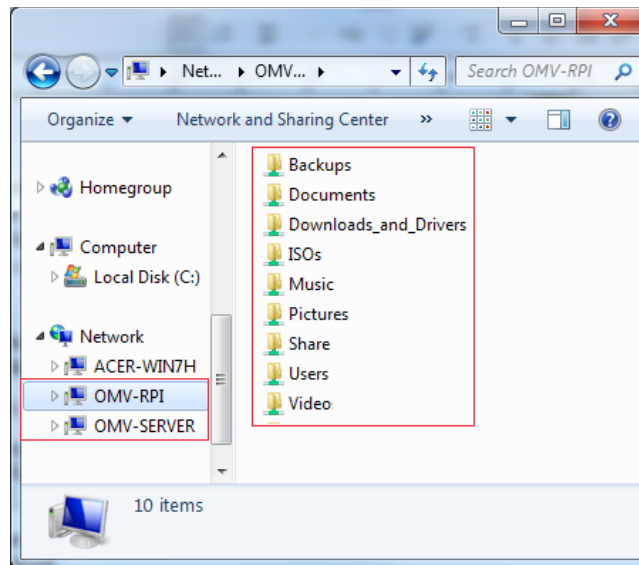 Net... OMV... Search OMV-RPI
Organize Network and Sharing Center »
Homegroup
Computer
Local Disk (C:)
Network
ACER-WIN7H
OMV-RPI
OMV-SERVER
Backups
Documents
Downloads_and_Drivers
ISOs
Music
Pictures
Share
Users
Video
10 items